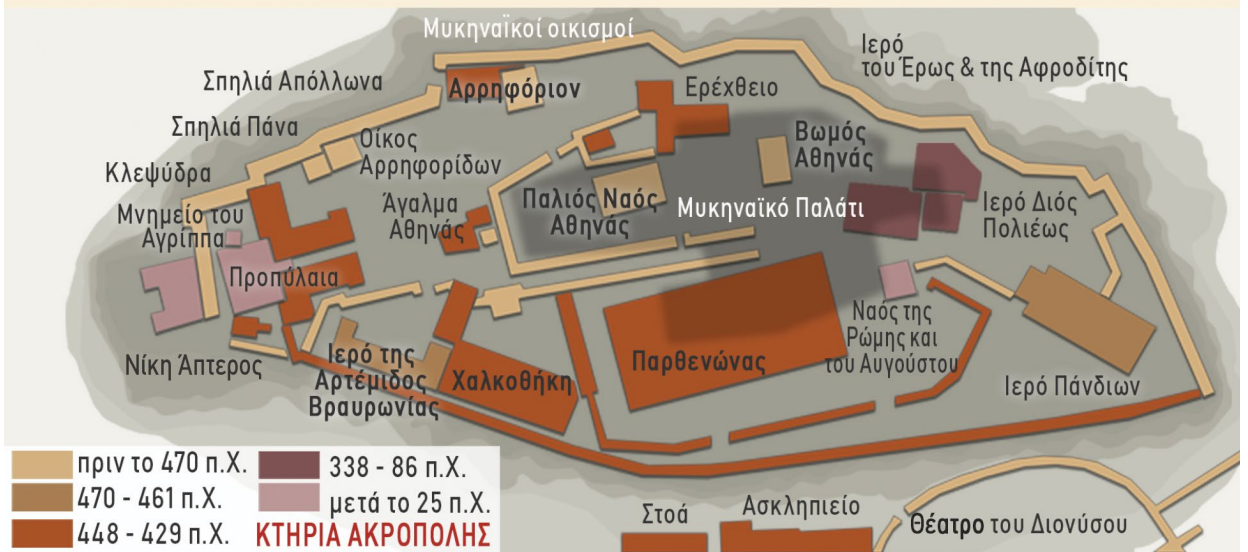 Μυκηναϊκοί οικισμοί
Ιερό
του Έρως & της Αφροδίτης
Σπηλιά Απόλλωνα
Αρρηφόριον
Ερέχθειο
Σπηλιά Πάνα
Οίκος
Αρρηφορίδων
Βωμός
Αθηνάς
Κλεψύδρα
Μνημείο του
Αγρίππα
Άγαλμα
Αθηνάς
Παλιός Ναός
Αθηνάς
Μυκηναϊκό Παλάτι
Ιερό Διός
Πολιέως
Προπύλαια
Ναός της
Ρώμης και
του Αυγούστου
Νίκη Άπτερος
Ιερό της
Αρτέμιδος
Βραυρωνίας
Χαλκοθήκη
Παρθενώνας
Ιερό Πάνδιων
πριν το 470 π.Χ.
470 - 461 π.Χ.
448 - 429 π.Χ.
338 - 86 π.Χ.
μετά το 25 π.Χ.
ΚΤΗΡΙΑ ΑΚΡΟΠΟΛΗΣ
Στοά
Ασκληπιείο
Θέατρο του Διονύσου